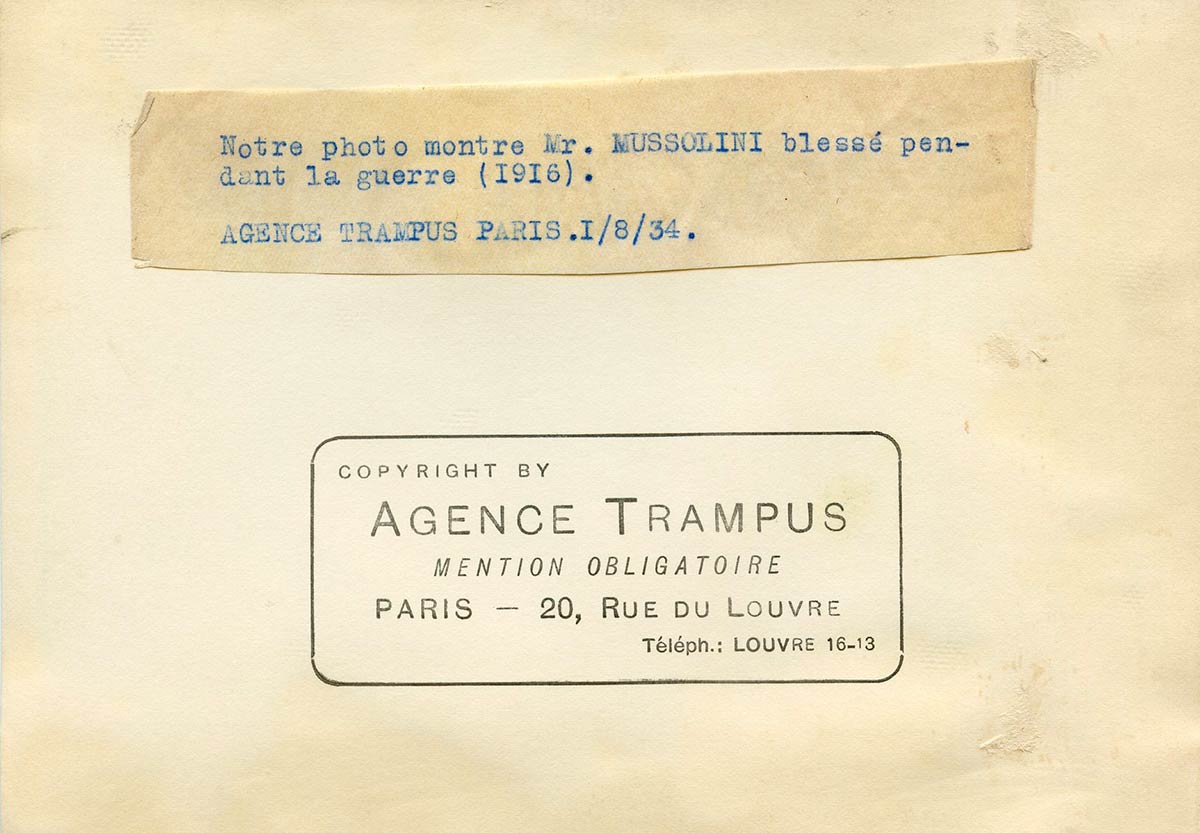 Notre photo montre Mr. MUSSOLINI blessé pen-
dant la guerre (I9I6).
AGENCE TRAMPUS PARIS.I/8/34.
COPYRIGHT BY
AGENCE TRAMPUS
MENTION OBLIGATOIRE
PARIS — 20, RUE DU LOUVRE
Téléph.: LOUVRE 16-13